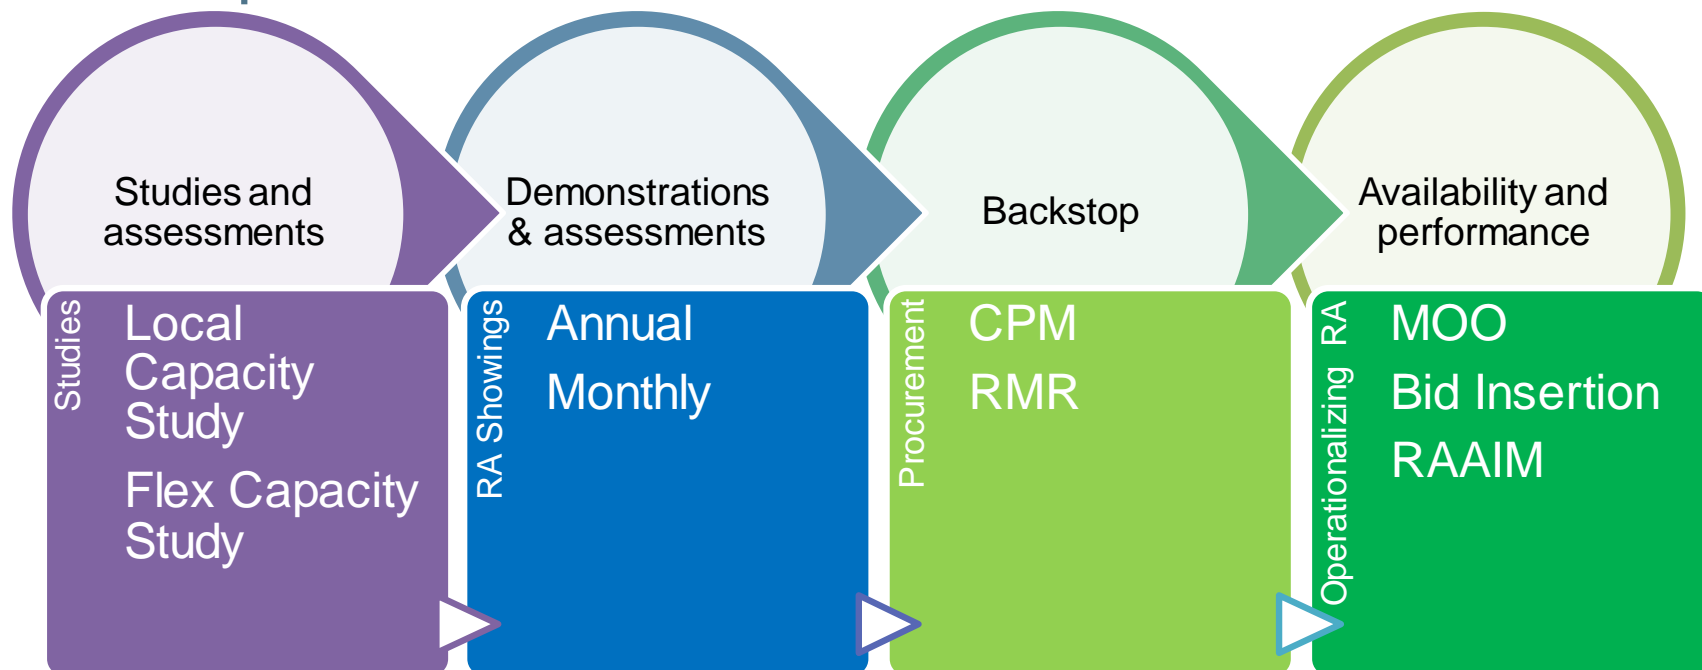 Studies and
assessments
Demonstrations
& assessments
Backstop
Availability and
performance
Studies
Local
Capacity
Study
Flex Capacity
Study
RA Showings
Annual
Monthly
Procurement
CPM
RMR
Operationalizing RA
MOO
Bid Insertion
RAAIM